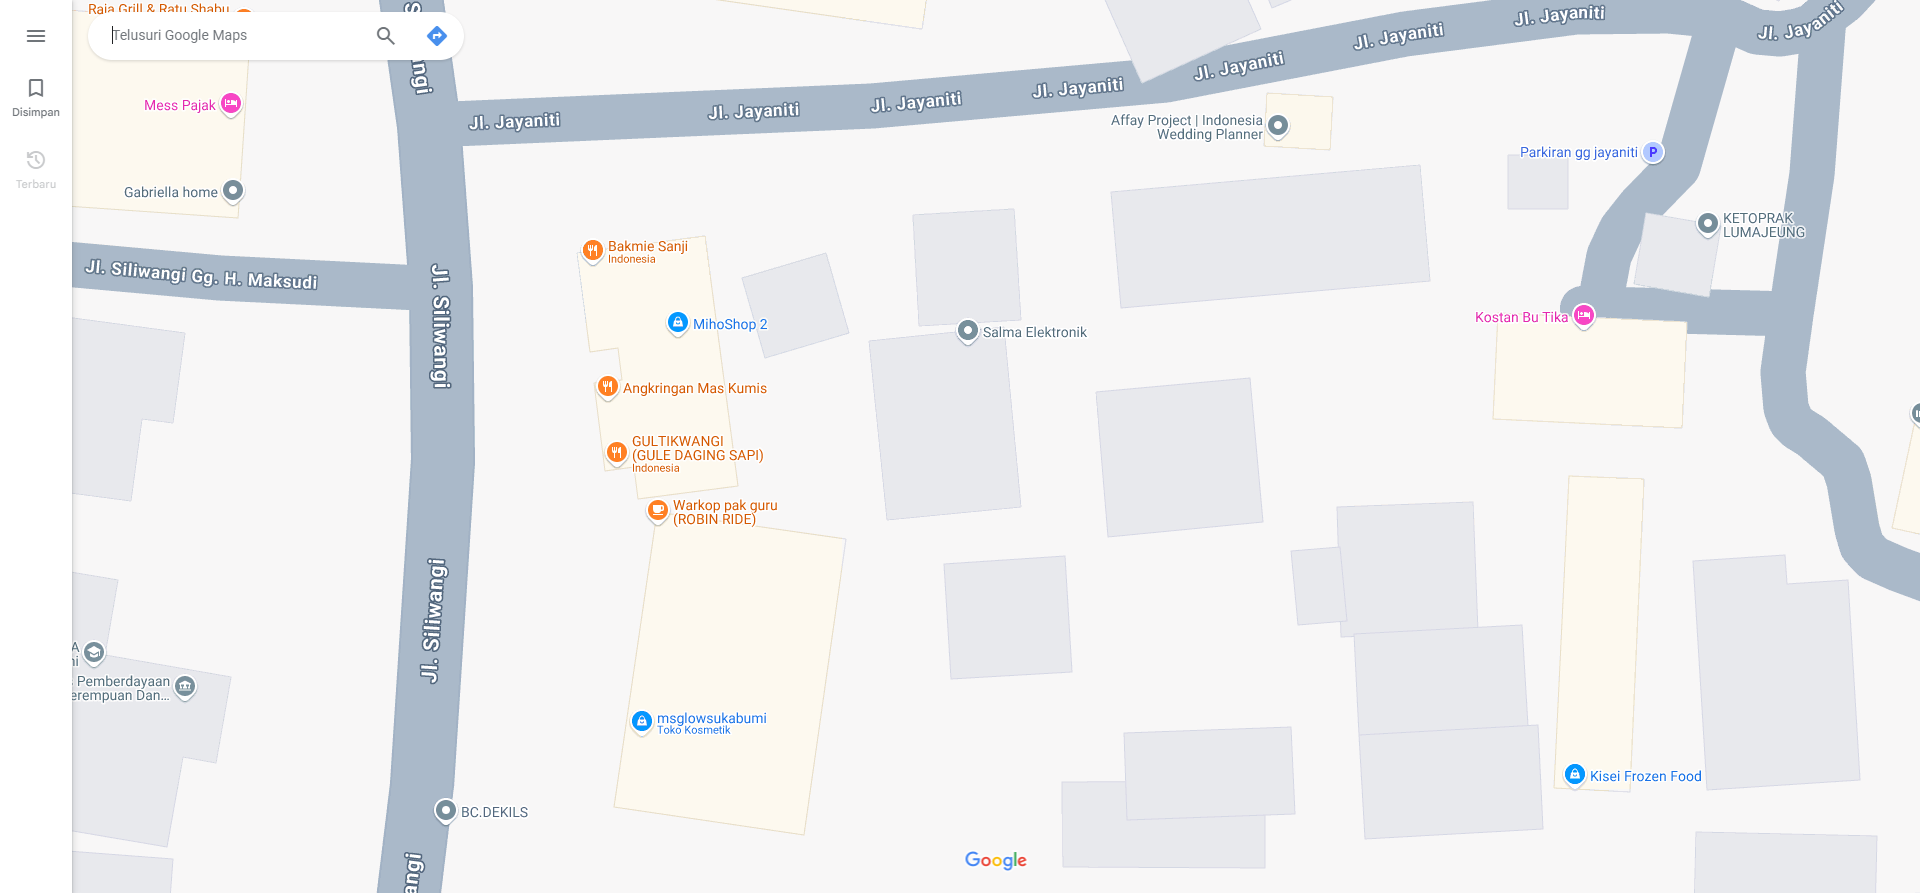 Raja Grill & Ratu Shabu
Telusuri Google Maps
Disimpan
Terbaru
Mess Pajak
Gabriella home
Jl. Jayaniti
Jl. Jayaniti
Jl. Jayaniti
Jl. Jayaniti
Jl. Jayaniti
Jl. Jayaniti
Jl. Jayaniti
Jl. Jayaniti
Affay Project | Indonesia
Wedding Planner
Parkiran gg jayaniti
KETOPRAK
LUMAJEUNG
Jl. Siliwangi Gg. H. Maksudi
Jl. Siliwangi
Bakmie Sanji
Indonesia
MihoShop 2
Salma Elektronik
Kostan Bu Tika
Angkringan Mas Kumis
GULTIKWANGI
(GULE DAGING SAPI)
Indonesia
Warkop pak guru
(ROBIN RIDE)
Jl. Siliwangi
Pemberdayaan
erempuan Dan...
msglowsukabumi
Toko Kosmetik
Kisei Frozen Food
BC.DEKILS
angi
Google